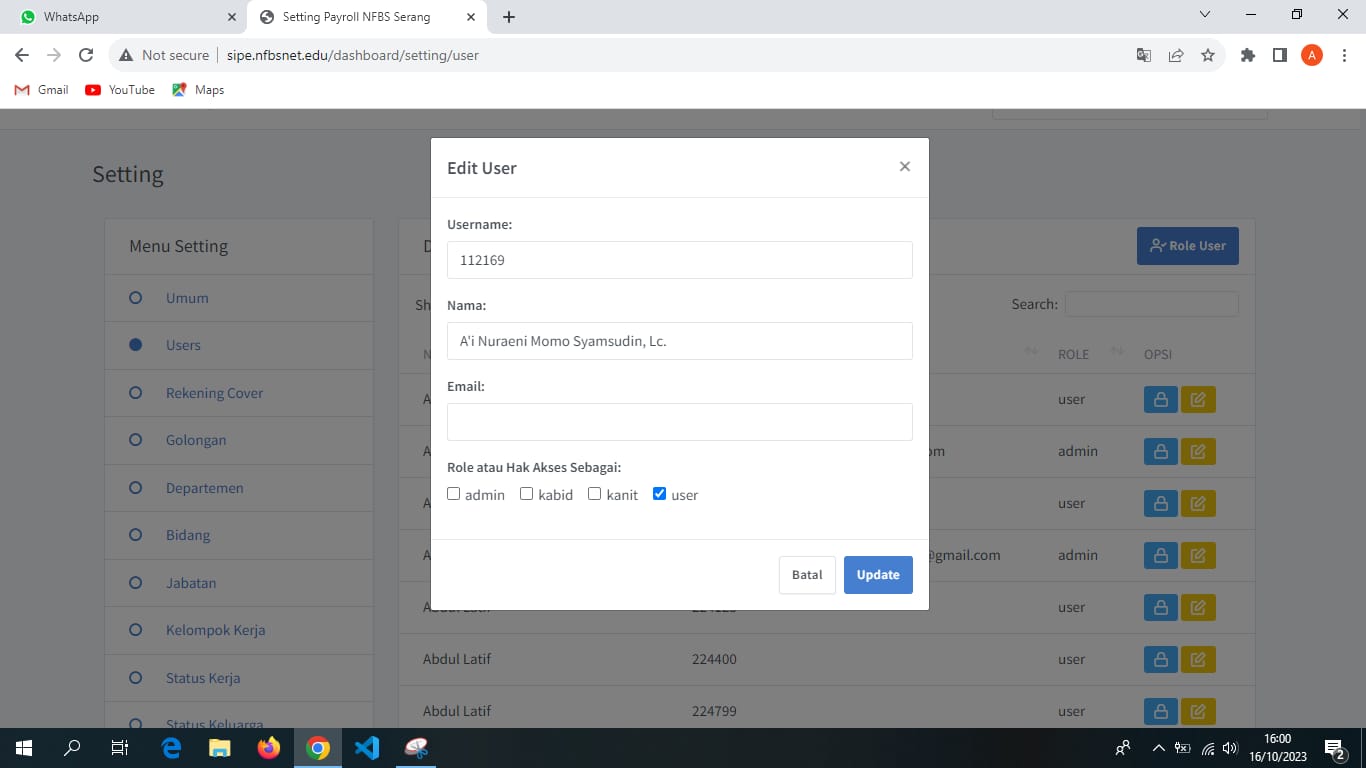 WhatsApp
Setting Payroll NFBS Serang
Not secure
sipe.nfbsnet.edu/dashboard/setting/user
A
Gmail
YouTube
Maps
Setting
Menu Setting
Umum
Users
Rekening Cover
Golongan
Departemen
Bidang
Jabatan
Kelompok Kerja
Status Kerja
Status Keluarga
Edit User
×
Username:
112169
Nama:
A'i Nuraeni Momo Syamsudin, Lc.
Email:
Role atau Hak Akses Sebagai:
admin kabid kanit user
Batal Update
Role User
Search:
ROLE OPSI
user
admin
user
@gmail.com admin
user
Abdul Latif 224400 user
Abdul Latif 224799 user
16:00
16/10/2023
2